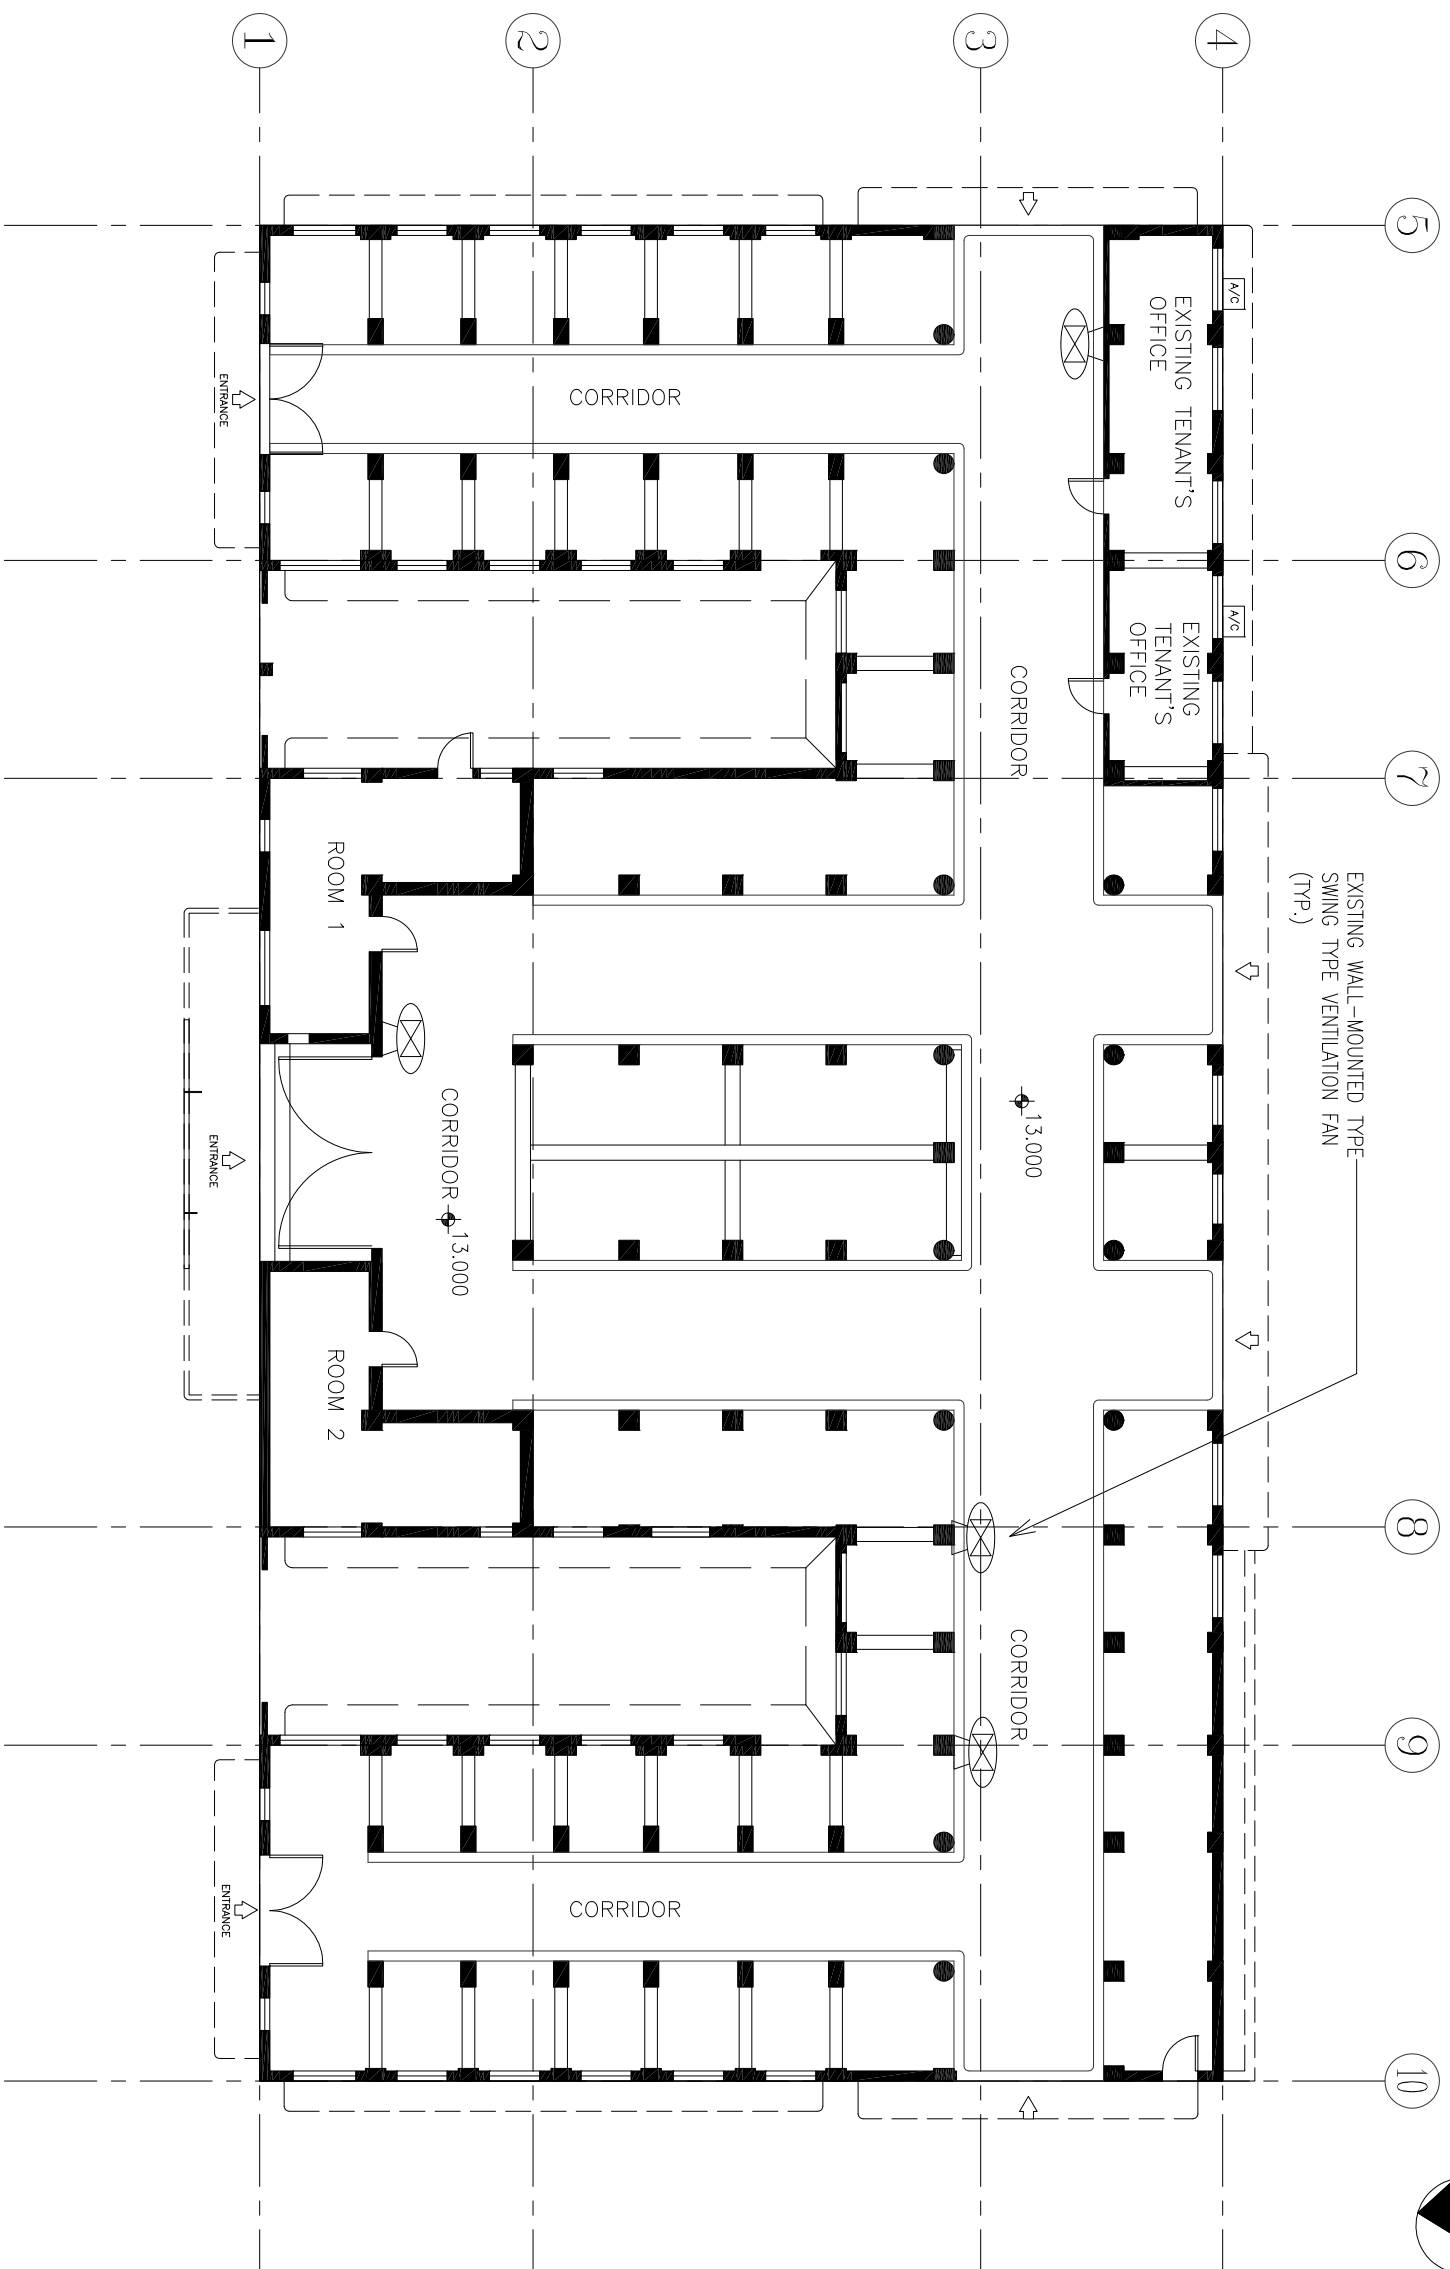 1
2
3
4
5
6
7
8
9
10
EXISTING TENANT'S
OFFICE
A/C
EXISTING
TENANT'S
OFFICE
A/C
EXISTING WALL-MOUNTED TYPE
SWING TYPE VENTILATION FAN
(TYP.)
CORRIDOR
CORRIDOR
CORRIDOR
CORRIDOR
CORRIDOR
13.000
13.000
ROOM 1
ROOM 2
ENTRANCE
ENTRANCE
ENTRANCE